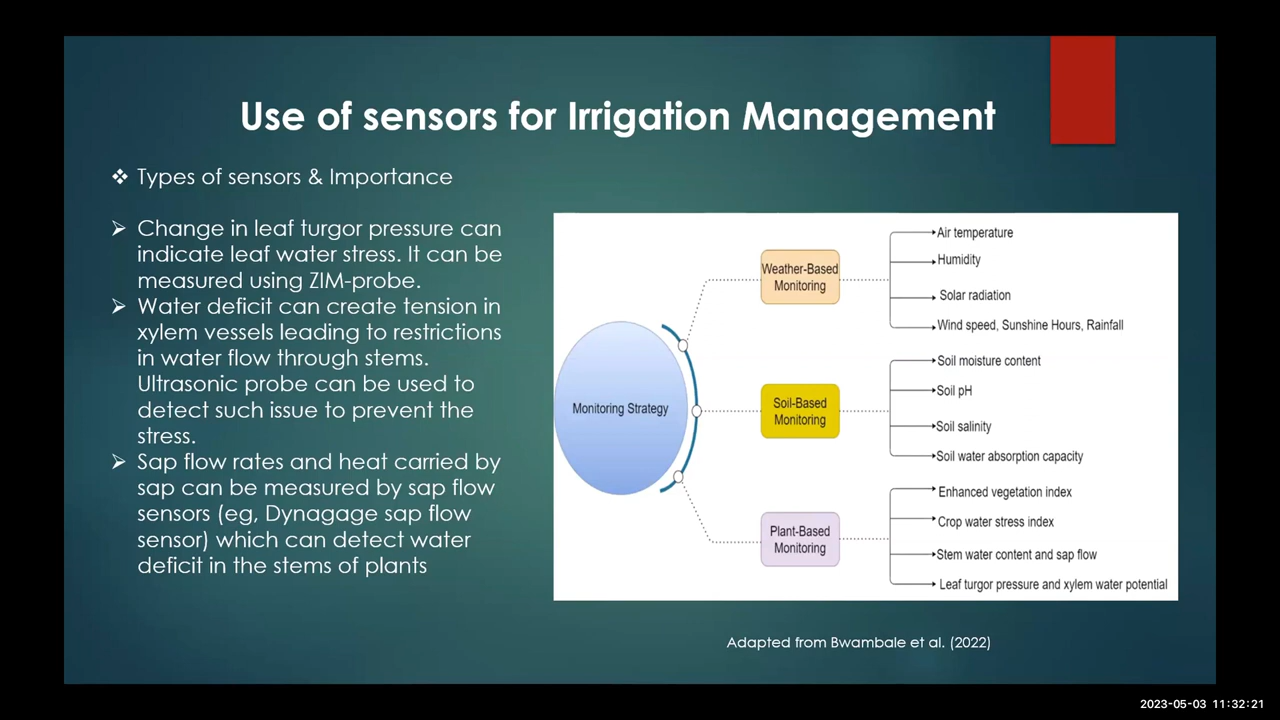 Use of sensors for Irrigation Management
❖ Types of sensors & Importance
➢ Change in leaf turgor pressure can
indicate leaf water stress. It can be
measured using ZIM-probe.
➢ Water deficit can create tension in
xylem vessels leading to restrictions
in water flow through stems.
Ultrasonic probe can be used to
detect such issue to prevent the
stress.
➢ Sap flow rates and heat carried by
sap can be measured by sap flow
sensors (eg, Dynagage sap flow
sensor) which can detect water
deficit in the stems of plants
Monitoring Strategy
Weather-Based
Monitoring
Air temperature
Humidity
Solar radiation
Wind speed, Sunshine Hours, Rainfall
Soil-Based
Monitoring
Soil moisture content
Soil pH
Soil salinity
Soil water absorption capacity
Plant-Based
Monitoring
Enhanced vegetation index
Crop water stress index
Stem water content and sap flow
Leaf turgor pressure and xylem water potential
Adapted from Bwambale et al. (2022)
2023-05-03 11:32:21